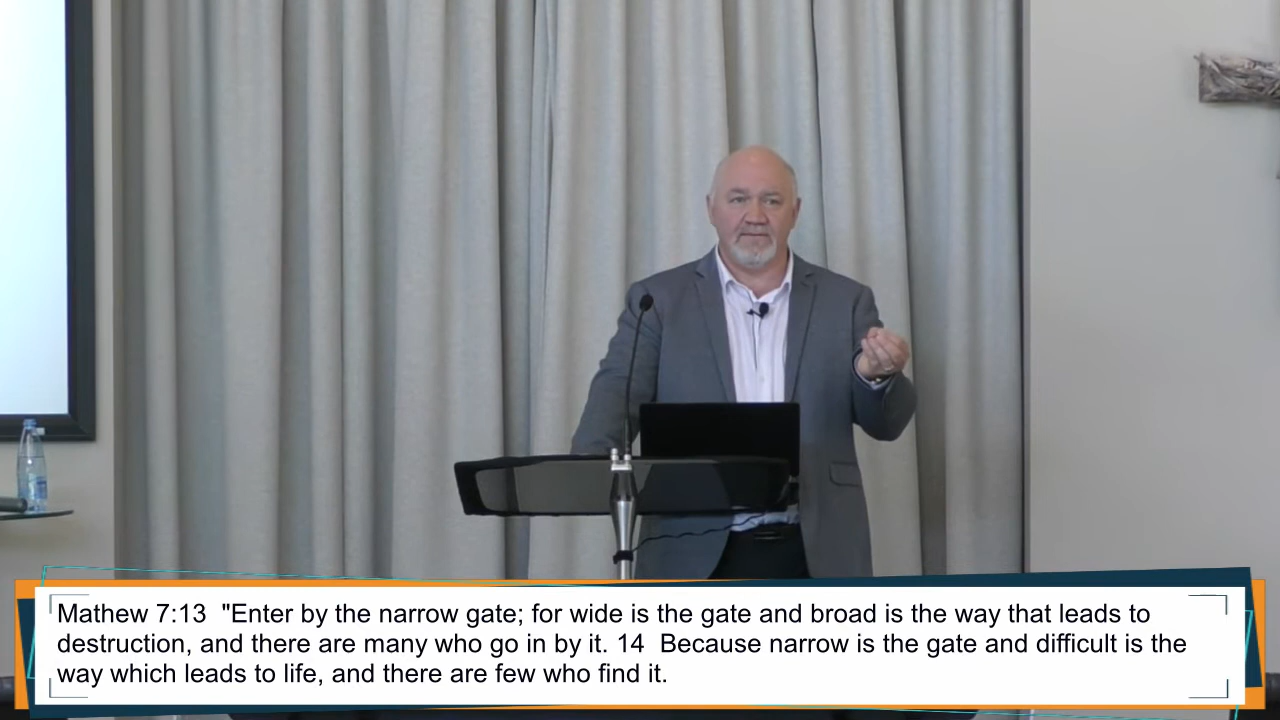 Mathew 7:13  "Enter by the narrow gate; for wide is the gate and broad is the way that leads to
destruction, and there are many who go in by it. 14  Because narrow is the gate and difficult is the
way which leads to life, and there are few who find it.